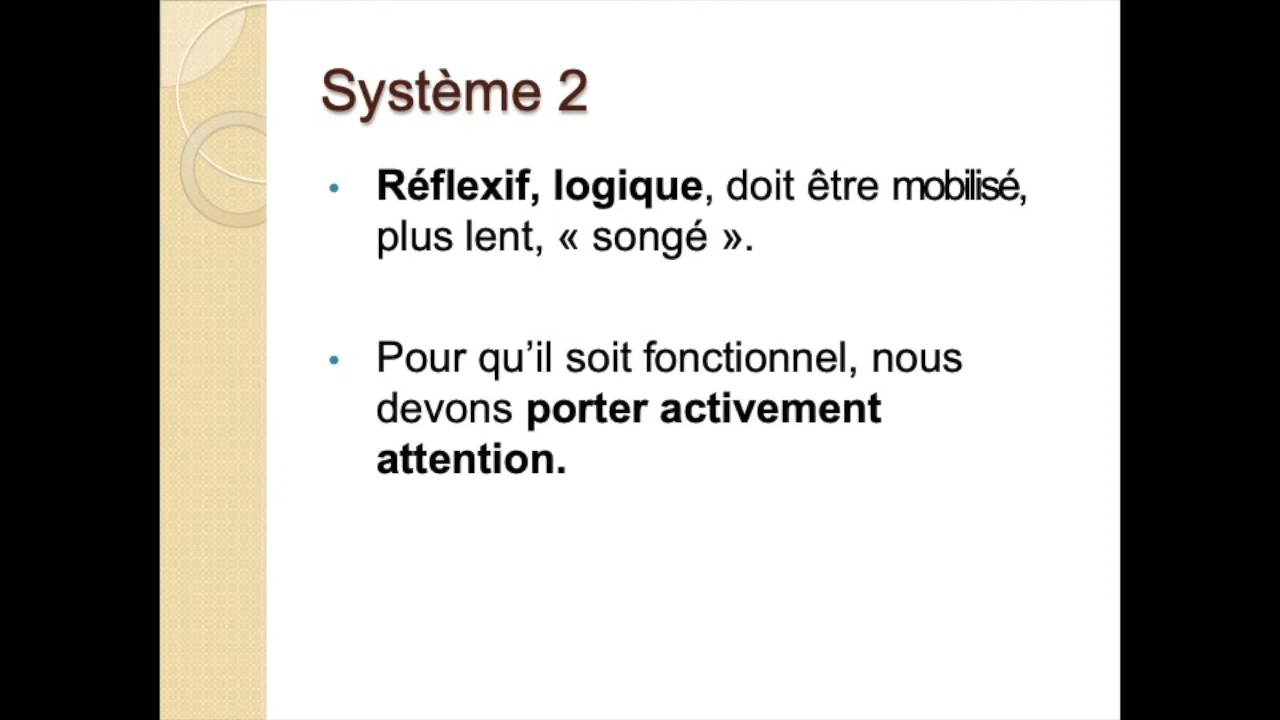 Système 2
• Réflexif, logique, doit être mobilisé,
plus lent, « songé ».
• Pour qu’il soit fonctionnel, nous
devons porter activement
attention.